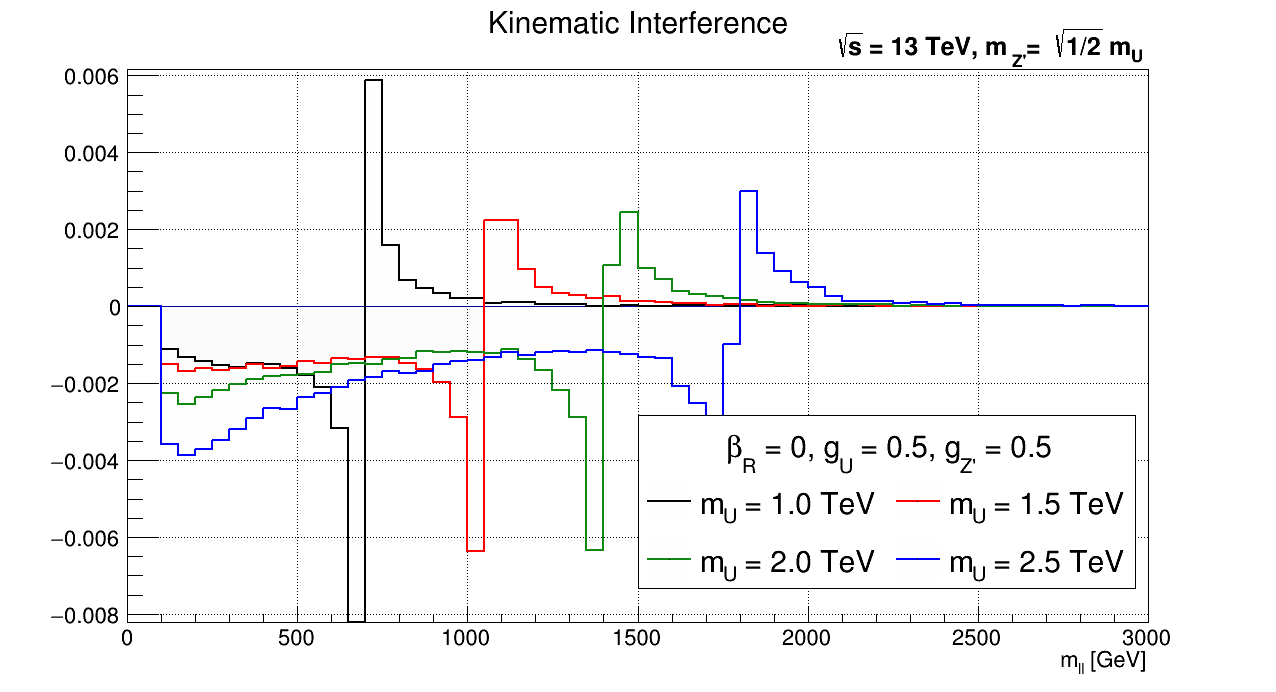 Kinematic Interference
√s = 13 TeV, m_Z'= √1/2 m_U
0.006
0.004
0.002
0
−0.002
−0.004
−0.006
−0.008
β_R = 0, g_U = 0.5, g_Z' = 0.5
m_U = 1.0 TeV m_U = 1.5 TeV
m_U = 2.0 TeV m_U = 2.5 TeV
0 500 1000 1500 2000 2500 3000
m_ll [GeV]